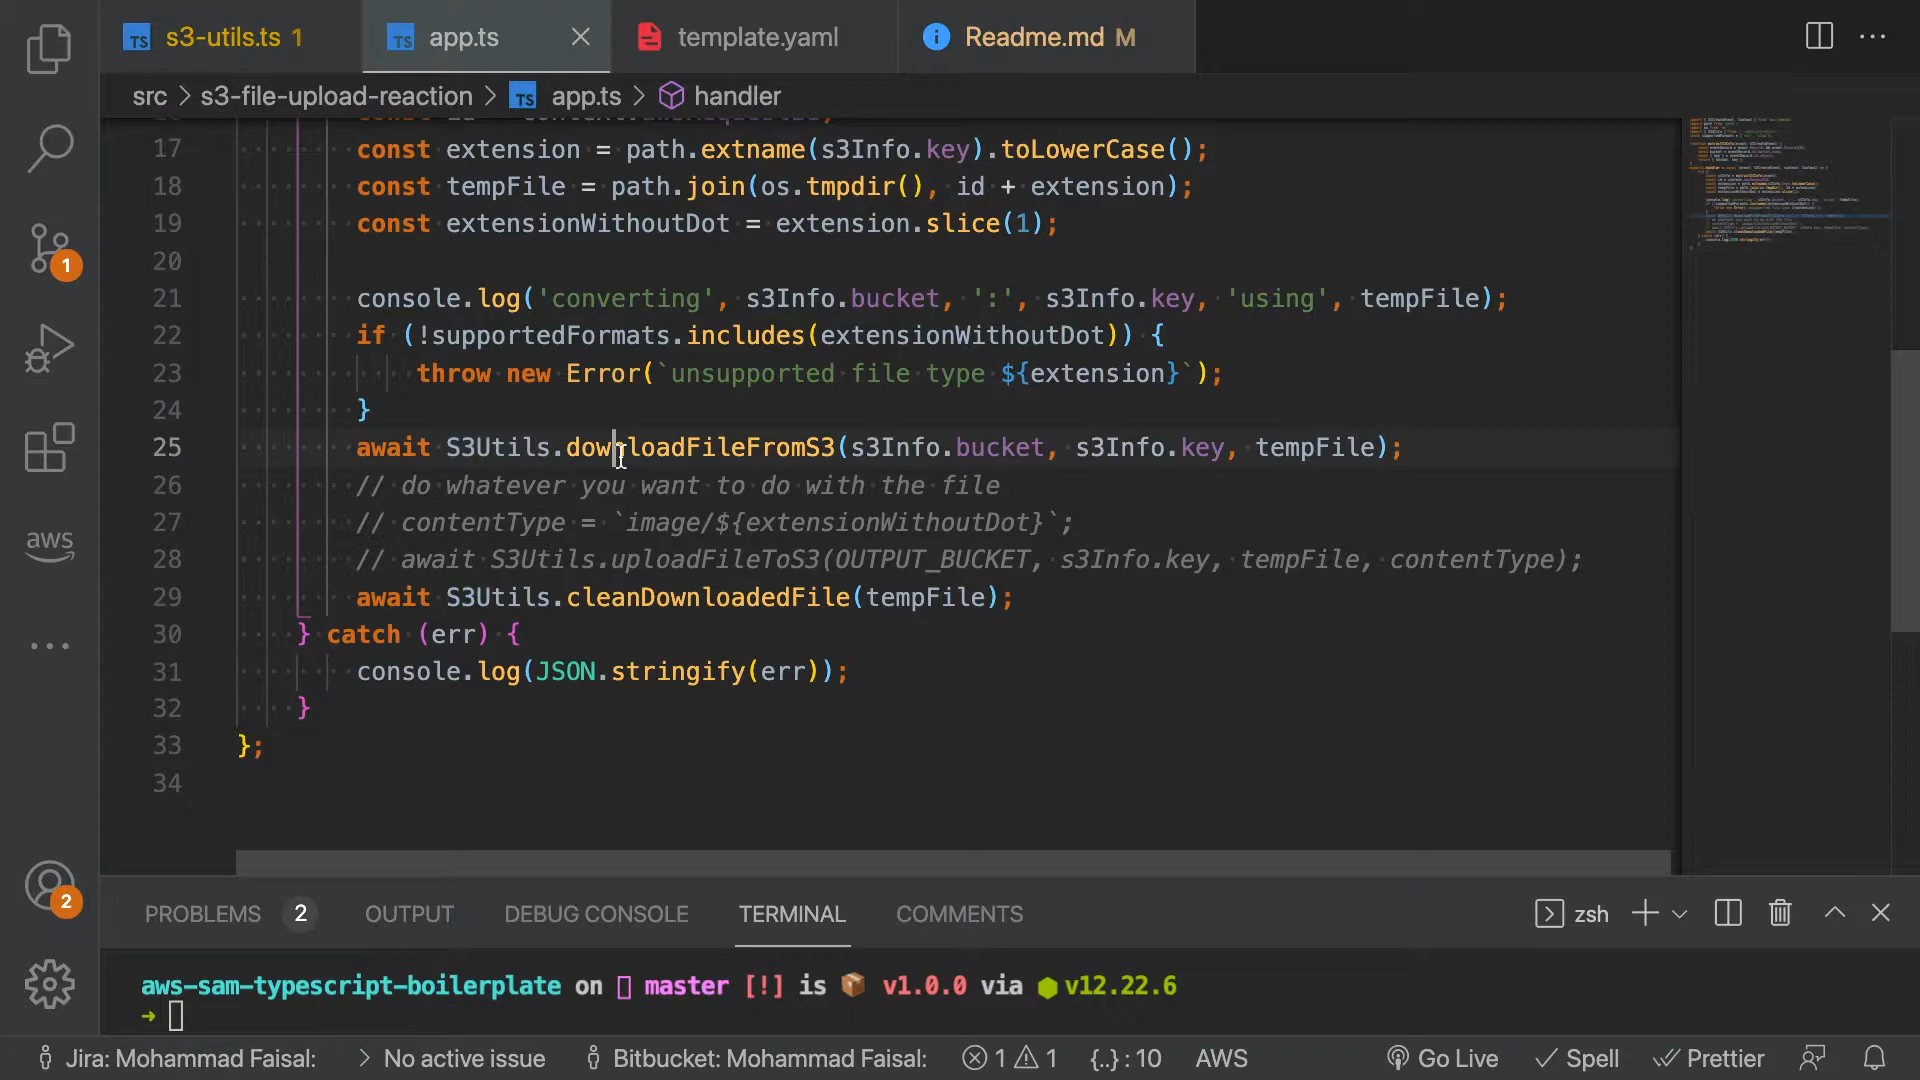 TS s3-utils.ts 1
TS app.ts
template.yaml
Readme.md M
src > s3-file-upload-reaction > TS app.ts > handler
17 const extension = path.extname(s3Info.key).toLowerCase();
18 const tempFile = path.join(os.tmpdir(), id + extension);
19 const extensionWithoutDot = extension.slice(1);
20
21 console.log('converting', s3Info.bucket, ':', s3Info.key, 'using', tempFile);
22 if (!supportedFormats.includes(extensionWithoutDot)) {
23 throw new Error(`unsupported file type ${extension}`);
24 }
25 await S3Utils.downloadFileFromS3(s3Info.bucket, s3Info.key, tempFile);
26 // do whatever you want to do with the file
27 // contentType = `image/${extensionWithoutDot}`;
28 // await S3Utils.uploadFileToS3(OUTPUT_BUCKET, s3Info.key, tempFile, contentType);
29 await S3Utils.cleanDownloadedFile(tempFile);
30 } catch (err) {
31 console.log(JSON.stringify(err));
32 }
33 };
34
1
aws
2
PROBLEMS 2 OUTPUT DEBUG CONSOLE TERMINAL COMMENTS
zsh
aws-sam-typescript-boilerplate on master [!] is 📦 v1.0.0 via v12.22.6
➜
Jira: Mohammad Faisal: > No active issue Bitbucket: Mohammad Faisal: 1 1 {..} : 10 AWS Go Live Spell Prettier